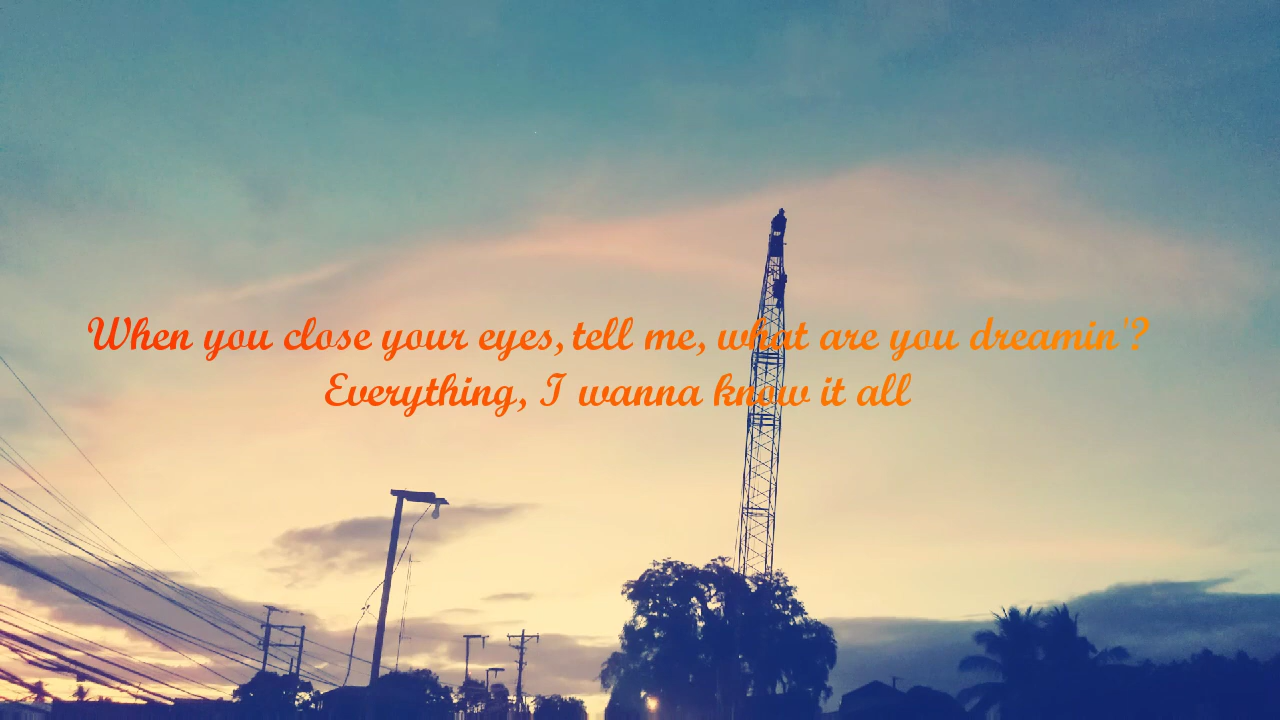 When you close your eyes, tell me, what are you dreamin'?
Everything, I wanna know it all